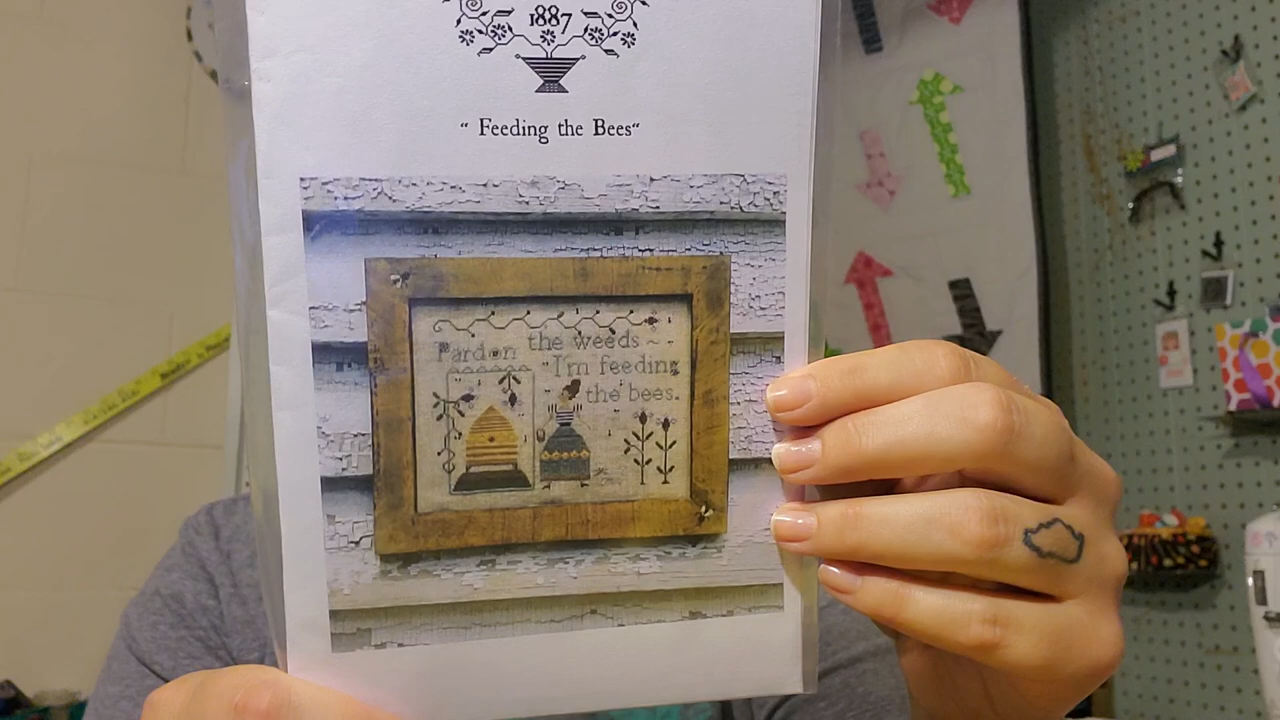 1887
“ Feeding the Bees“
Pardon the weeds ~ -
"I'm feeding
the bees.